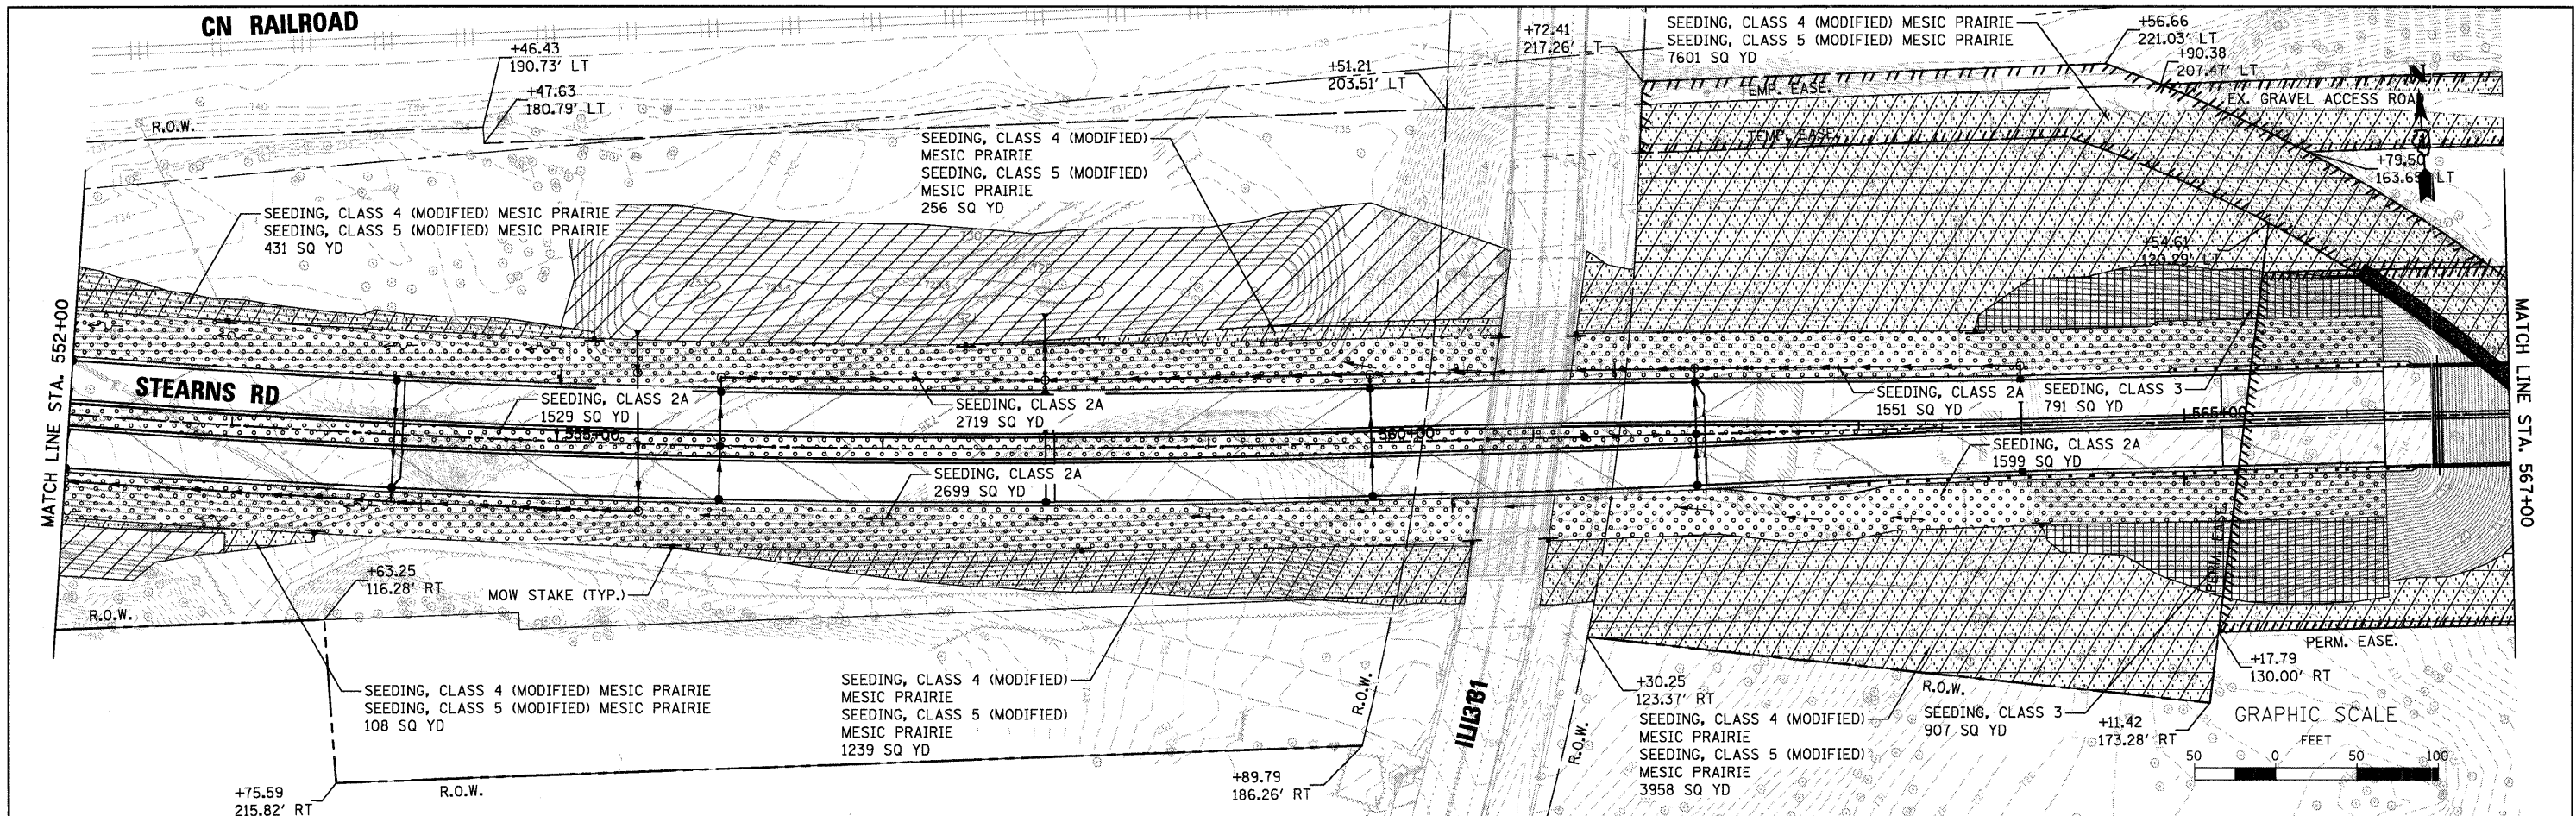 CN RAILROAD
+46.43
190.73' LT
+47.63
180.79' LT
R.O.W.
+51.21
203.51' LT
+72.41
217.26' LT
SEEDING, CLASS 4 (MODIFIED) MESIC PRAIRIE
SEEDING, CLASS 5 (MODIFIED) MESIC PRAIRIE
7601 SQ YD
+56.66
221.03' LT
+90.38
207.47' LT
N
TEMP. EASE.
EX. GRAVEL ACCESS ROAD
TEMP. EASE.
+79.50
163.65' LT
SEEDING, CLASS 4 (MODIFIED)
MESIC PRAIRIE
SEEDING, CLASS 5 (MODIFIED)
MESIC PRAIRIE
256 SQ YD
SEEDING, CLASS 4 (MODIFIED) MESIC PRAIRIE
SEEDING, CLASS 5 (MODIFIED) MESIC PRAIRIE
431 SQ YD
+54.61
120.29' LT
MATCH LINE STA. 552+00
MATCH LINE STA. 567+00
STEARNS RD
SEEDING, CLASS 2A
1529 SQ YD
SEEDING, CLASS 2A
2719 SQ YD
SEEDING, CLASS 2A
1551 SQ YD
SEEDING, CLASS 3
791 SQ YD
555+00
560+00
565+00
SEEDING, CLASS 2A
2699 SQ YD
SEEDING, CLASS 2A
1599 SQ YD
PERM. EASE.
+63.25
116.28' RT
MOW STAKE (TYP.)
R.O.W.
SEEDING, CLASS 4 (MODIFIED) MESIC PRAIRIE
SEEDING, CLASS 5 (MODIFIED) MESIC PRAIRIE
108 SQ YD
SEEDING, CLASS 4 (MODIFIED)
MESIC PRAIRIE
SEEDING, CLASS 5 (MODIFIED)
MESIC PRAIRIE
1239 SQ YD
R.O.W.
R.O.W.
+30.25
123.37' RT
SEEDING, CLASS 4 (MODIFIED)
MESIC PRAIRIE
SEEDING, CLASS 5 (MODIFIED)
MESIC PRAIRIE
3958 SQ YD
R.O.W.
SEEDING, CLASS 3
907 SQ YD
+17.79
130.00' RT
PERM. EASE.
+11.42
173.28' RT
GRAPHIC SCALE
FEET
50 0 50 100
+89.79
186.26' RT
+75.59
215.82' RT
R.O.W.